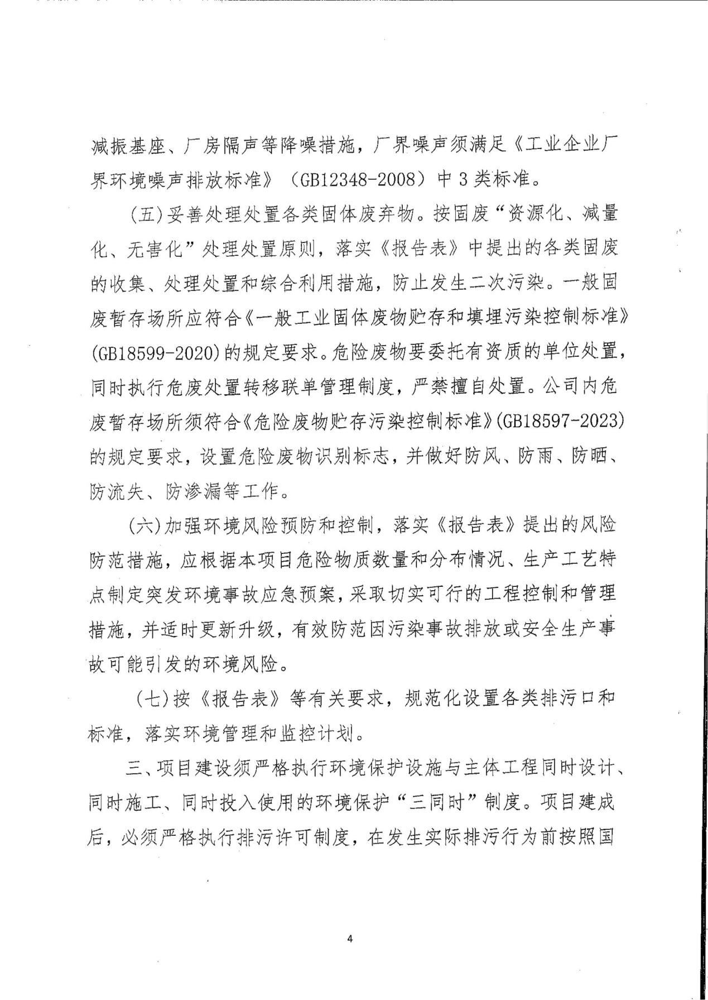 减振基座、厂房隔声等降噪措施，厂界噪声须满足《工业企业厂
界环境噪声排放标准》（GB12348-2008）中3类标准。
(五)妥善处理处置各类固体废弃物。按固废“资源化、减量
化、无害化”处理处置原则，落实《报告表》中提出的各类固废
的收集、处理处置和综合利用措施，防止发生二次污染。一般固
废暂存场所应符合《一般工业固体废物贮存和填埋污染控制标准》
(GB18599-2020)的规定要求。危险废物要委托有资质的单位处置，
同时执行危废处置转移联单管理制度，严禁擅自处置。公司内危
废暂存场所须符合《危险废物贮存污染控制标准》(GB18597-2023)
的规定要求，设置危险废物识别标志，并做好防风、防雨、防晒、
防流失、防渗漏等工作。
(六)加强环境风险预防和控制，落实《报告表》提出的风险
防范措施，应根据本项目危险物质数量和分布情况、生产工艺特
点制定突发环境事故应急预案，采取切实可行的工程控制和管理
措施，并适时更新升级，有效防范因污染事故排放或安全生产事
故可能引发的环境风险。
(七)按《报告表》等有关要求，规范化设置各类排污口和
标准，落实环境管理和监控计划。
三、项目建设须严格执行环境保护设施与主体工程同时设计、
同时施工、同时投入使用的环境保护“三同时”制度。项目建成
后，必须严格执行排污许可制度，在发生实际排污行为前按照国
4